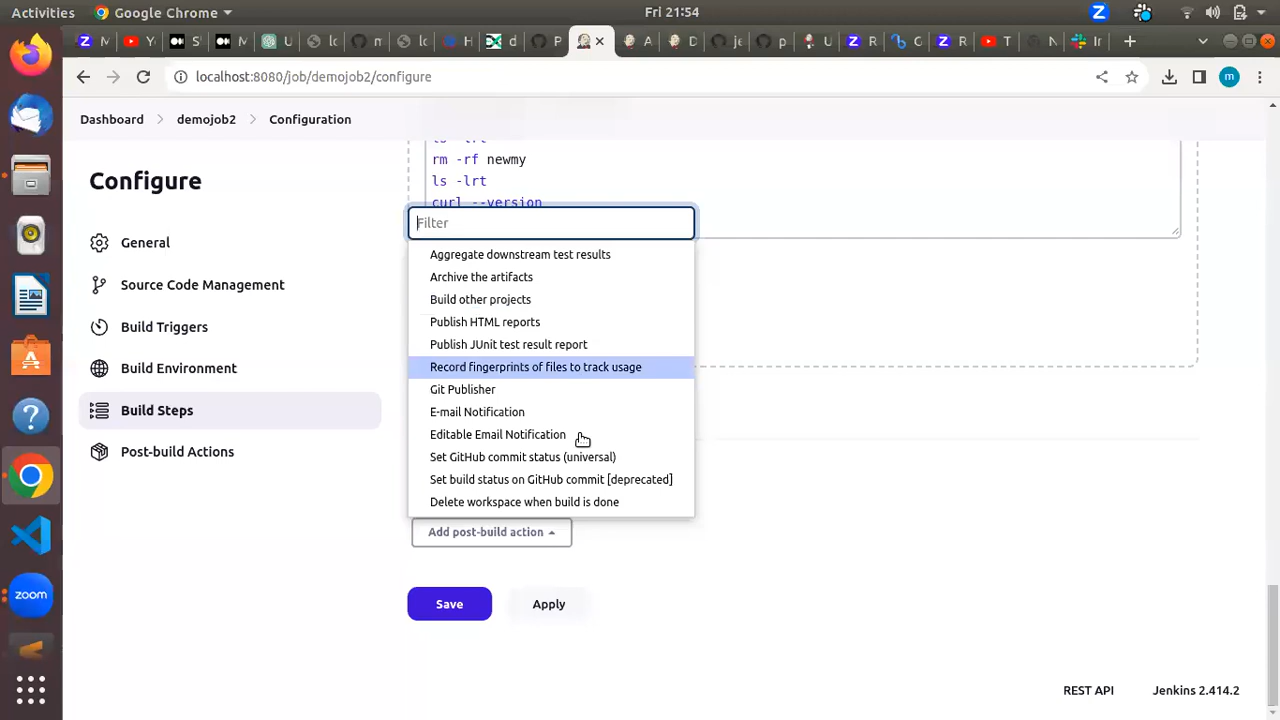 Activities Google Chrome Fri 21:54
localhost:8080/job/demojob2/configure
Dashboard demojob2 Configuration
Configure
General
Source Code Management
Build Triggers
Build Environment
Build Steps
Post-build Actions
ls -lrt
rm -rf newmy
ls -lrt
curl --version
Filter
Aggregate downstream test results
Archive the artifacts
Build other projects
Publish HTML reports
Publish JUnit test result report
Record fingerprints of files to track usage
Git Publisher
E-mail Notification
Editable Email Notification
Set GitHub commit status (universal)
Set build status on GitHub commit [deprecated]
Delete workspace when build is done
Add post-build action
Save Apply
REST API Jenkins 2.414.2
zoom